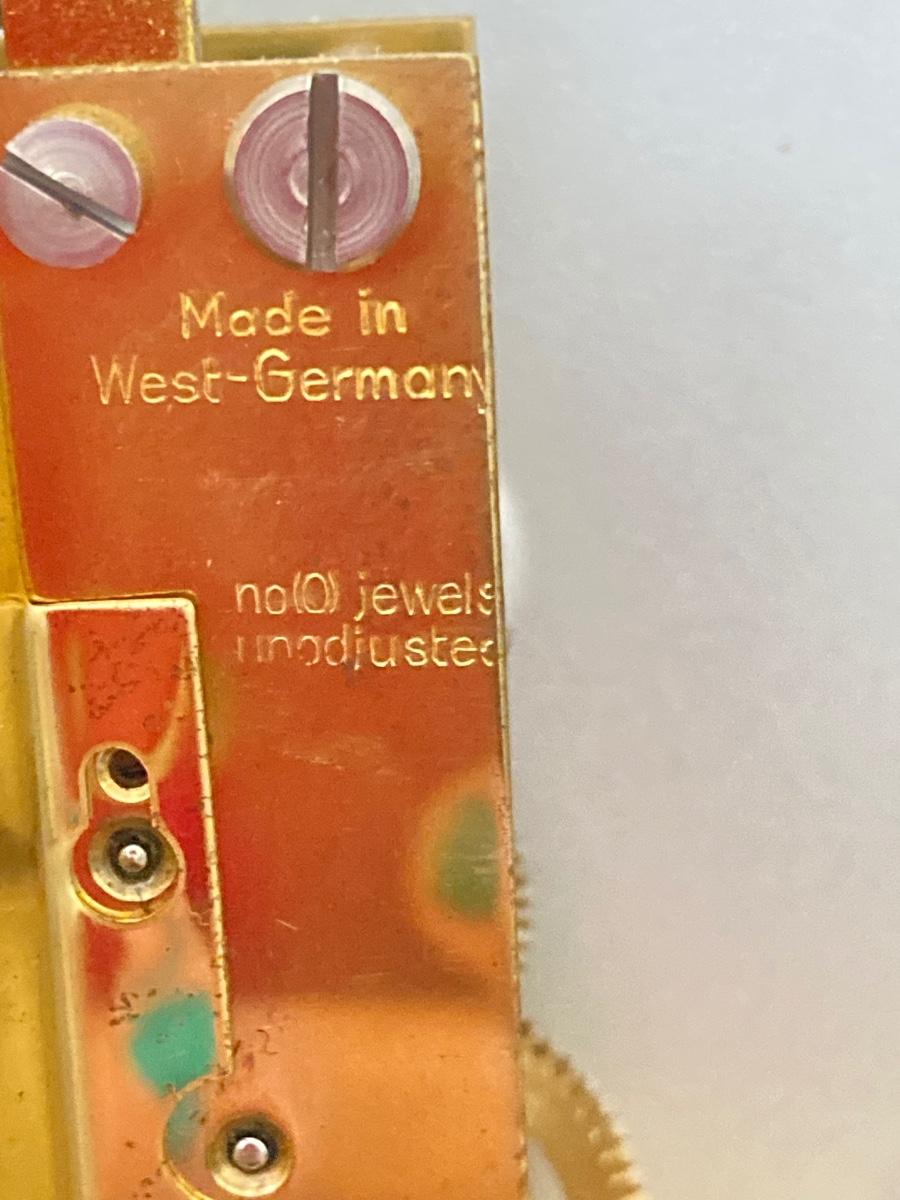 Made in
West-Germany
no(0) jewels
unadjusted